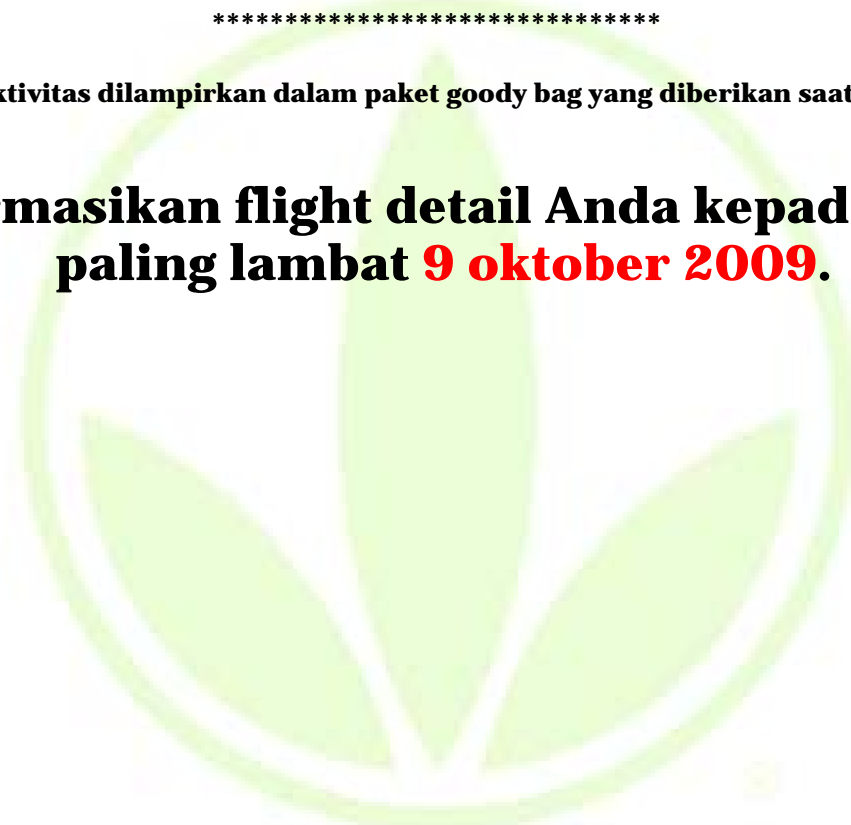 *******************************
ktivitas dilampirkan dalam paket goody bag yang diberikan saat
masikan flight detail Anda kepad
paling lambat 9 oktober 2009.